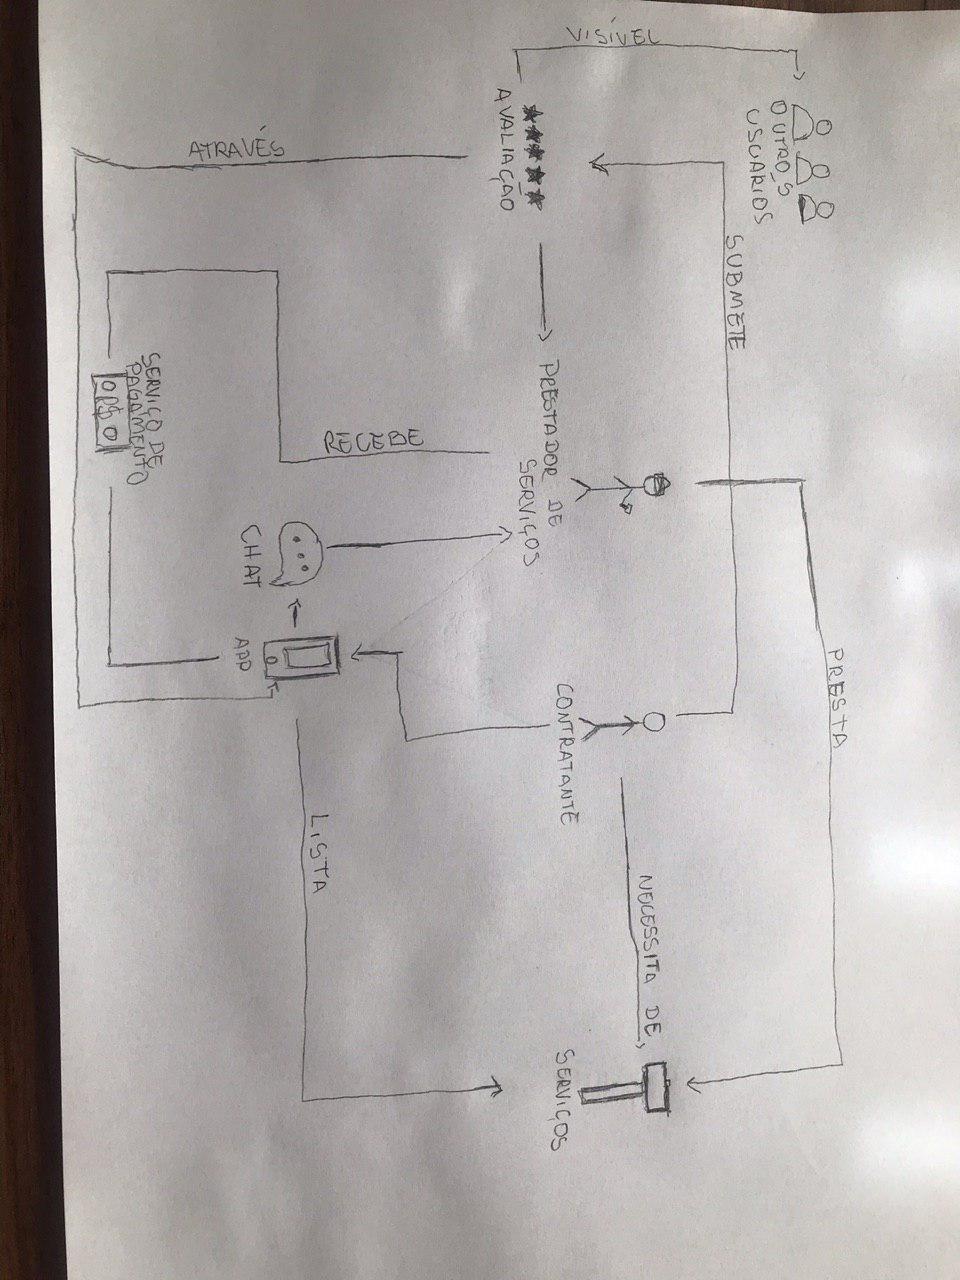 VISÍVEL
OUTROS
USUÁRIOS
AVALIAÇÃO
ATRAVÉS
SUBMETE
PRESTADOR DE
SERVIÇOS
RECEBE
SERVIÇO DE
PAGAMENTO
R$
CHAT
APP
CONTRATANTE
PRESTA
LISTA
NECESSITA DE
SERVIÇOS